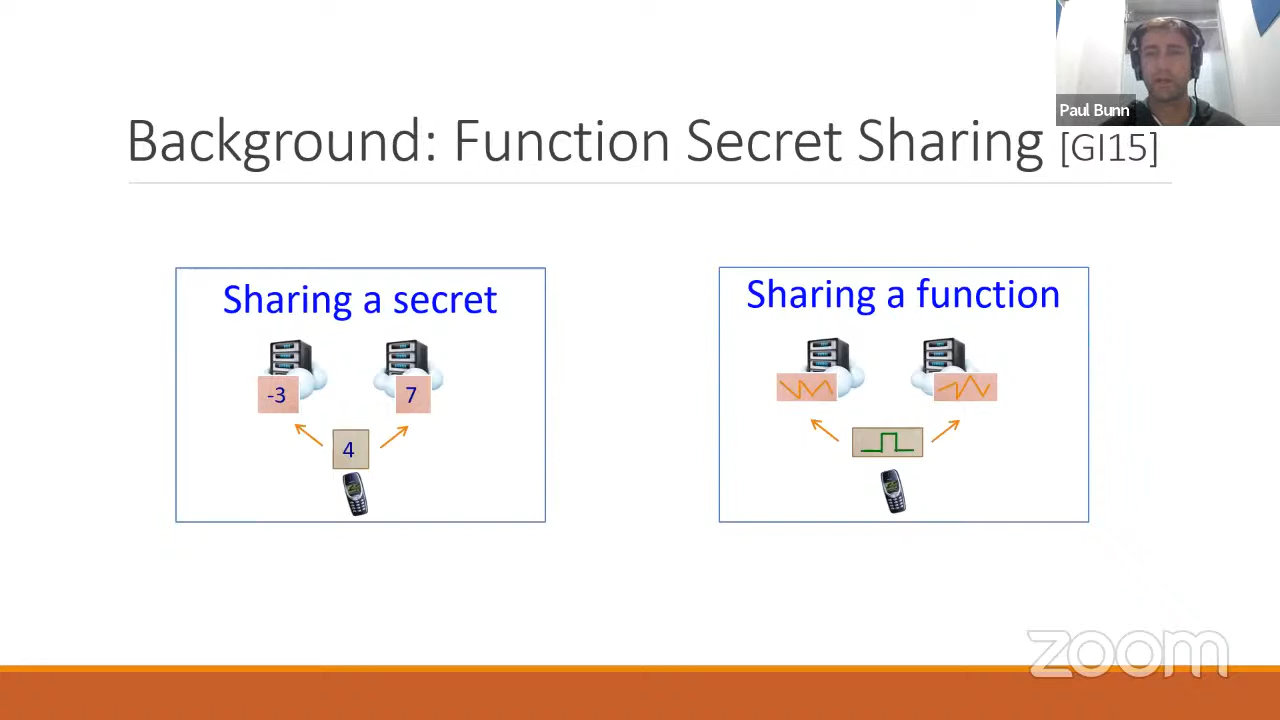 Paul Bunn
Background: Function Secret Sharing [GI15]
Sharing a secret
-3
7
4
Sharing a function
zoom